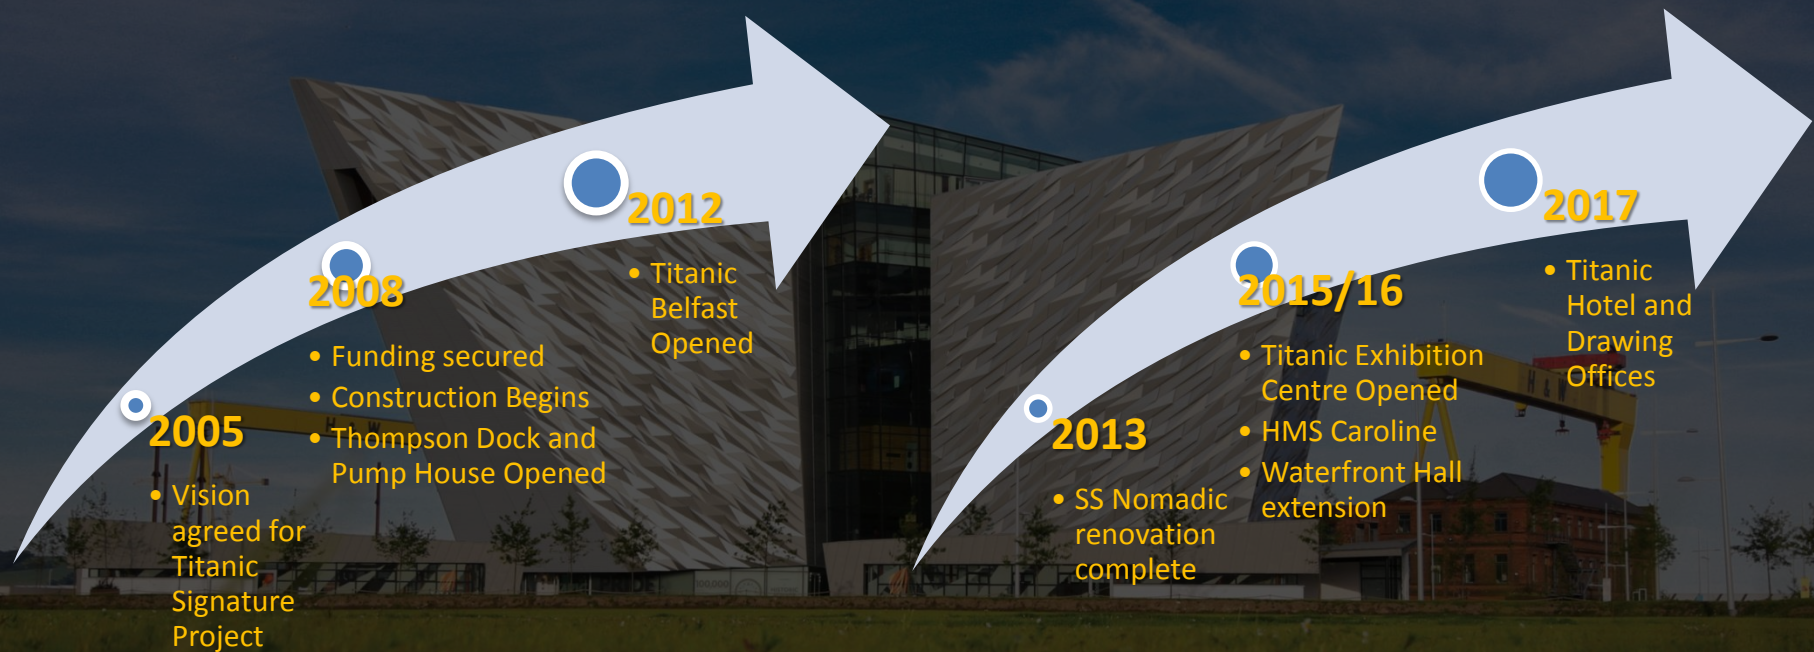 2005
• Vision
agreed for
Titanic
Signature
Project
2008
• Funding secured
• Construction Begins
• Thompson Dock and
Pump House Opened
2012
• Titanic
Belfast
Opened
2013
• SS Nomadic
renovation
complete
2015/16
• Titanic Exhibition
Centre Opened
• HMS Caroline
• Waterfront Hall
extension
2017
• Titanic
Hotel and
Drawing
Offices
H & W
H & W